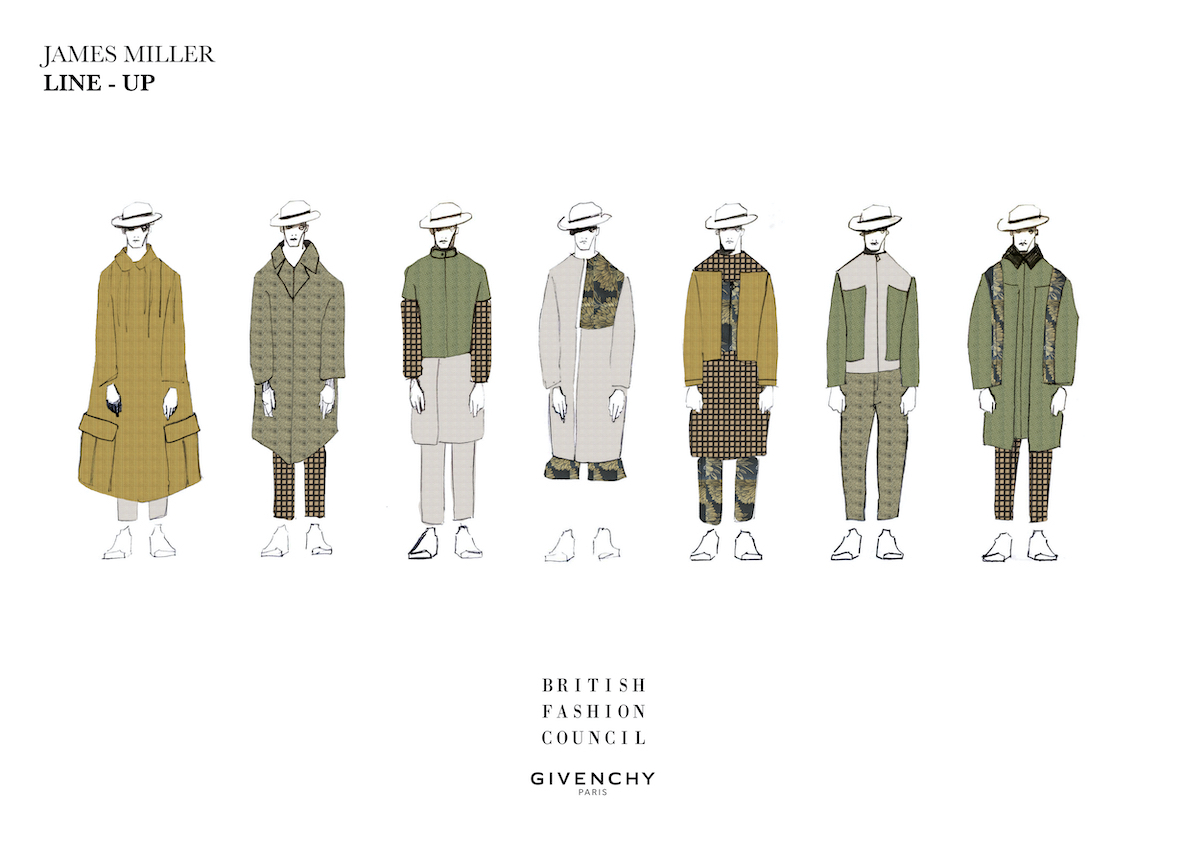 JAMES MILLER
LINE - UP
BRITISH
FASHION
COUNCIL
GIVENCHY
PARIS